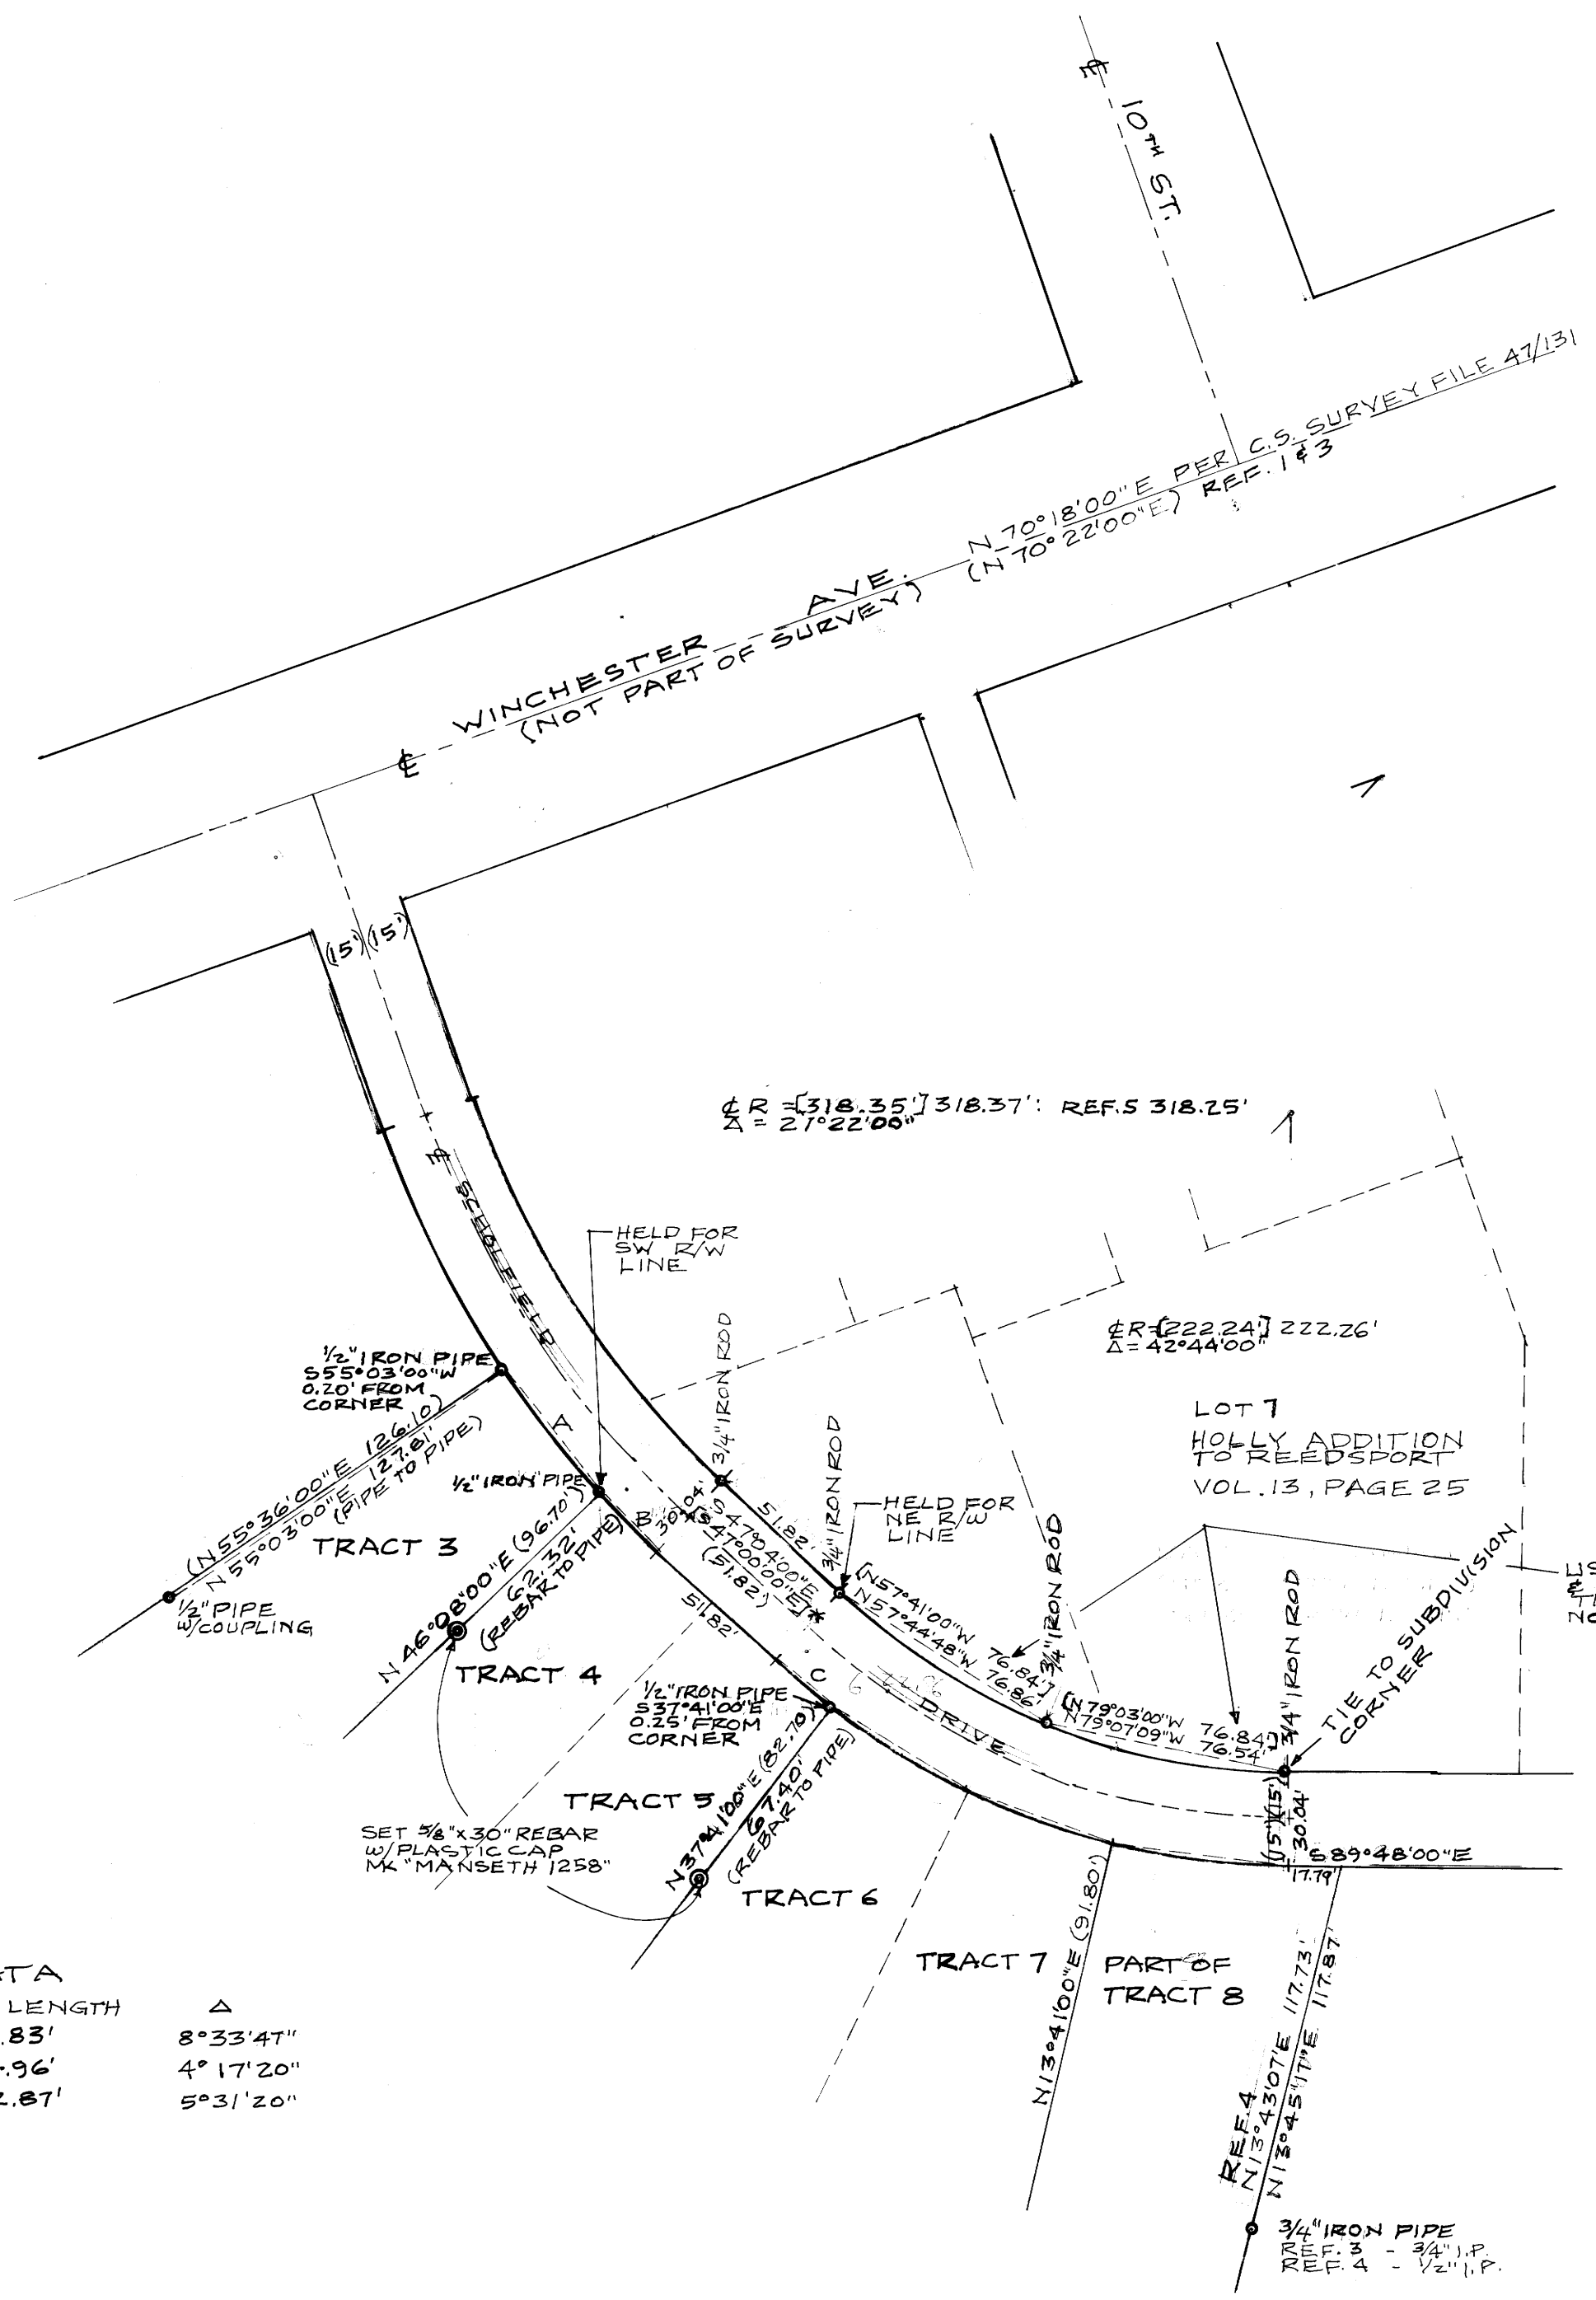 ℄ 10TH ST.
N 70°18'00"E PER C.S. SURVEY FILE 47/131
(N 70°22'00"E) REF. 1 & 3
℄ WINCHESTER AVE.
(NOT PART OF SURVEY)
(15') (15')
℄ R = [318.35'] 318.37': REF.5 318.25'
Δ = 27°22'00"
℄ SCHOLFIELD
HELD FOR
SW R/W
LINE
℄ R = [222.24'] 222.26'
Δ = 42°44'00"
LOT 7
HOLLY ADDITION
TO REEDSPORT
VOL. 13, PAGE 25
1/2" IRON PIPE
S55°03'00"W
0.20' FROM
CORNER
A
3/4" IRON ROD
3/4" IRON ROD
(N55°36'00"E 126.10)
N55°03'00"E 127.81'
(PIPE TO PIPE)
1/2" IRON PIPE
B
30.04'
51.82'
S 47°04'00"E
[S47°00'00"E]*
(51.82')
HELD FOR
NE R/W
LINE
TRACT 3
1/2" PIPE
W/COUPLING
N 46°08'00"E (96.70')
62.32'
(REBAR TO PIPE)
51.82'
TRACT 4
[N57°41'00"W 76.84']
N57°44'48"W 76.86'
3/4" IRON ROD
[N79°03'00"W 76.84']
N79°07'09"W 76.54'
3/4" IRON ROD
TIE TO SUBDIVISION
CORNER
C
DRIVE
1/2" IRON PIPE
S37°41'00"E
0.25' FROM
CORNER
N37°41'00"E (82.70')
67.40'
(REBAR TO PIPE)
TRACT 5
SET 5/8"x30" REBAR
W/PLASTIC CAP
MK "MANSETH 1258"
TRACT 6
(15') (15')
30.04'
S89°48'00"E
17.79'
TRACT 7
N13°41'00"E (91.80')
PART OF
TRACT 8
REF. 4
N13°43'07"E 117.73'
N13°45'17"E 117.87'
3/4" IRON PIPE
REF. 3 - 3/4" I.P.
REF. 4 - 1/2" I.P.
LENGTH Δ
.83' 8°33'47"
.96' 4°17'20"
2.87' 5°31'20"